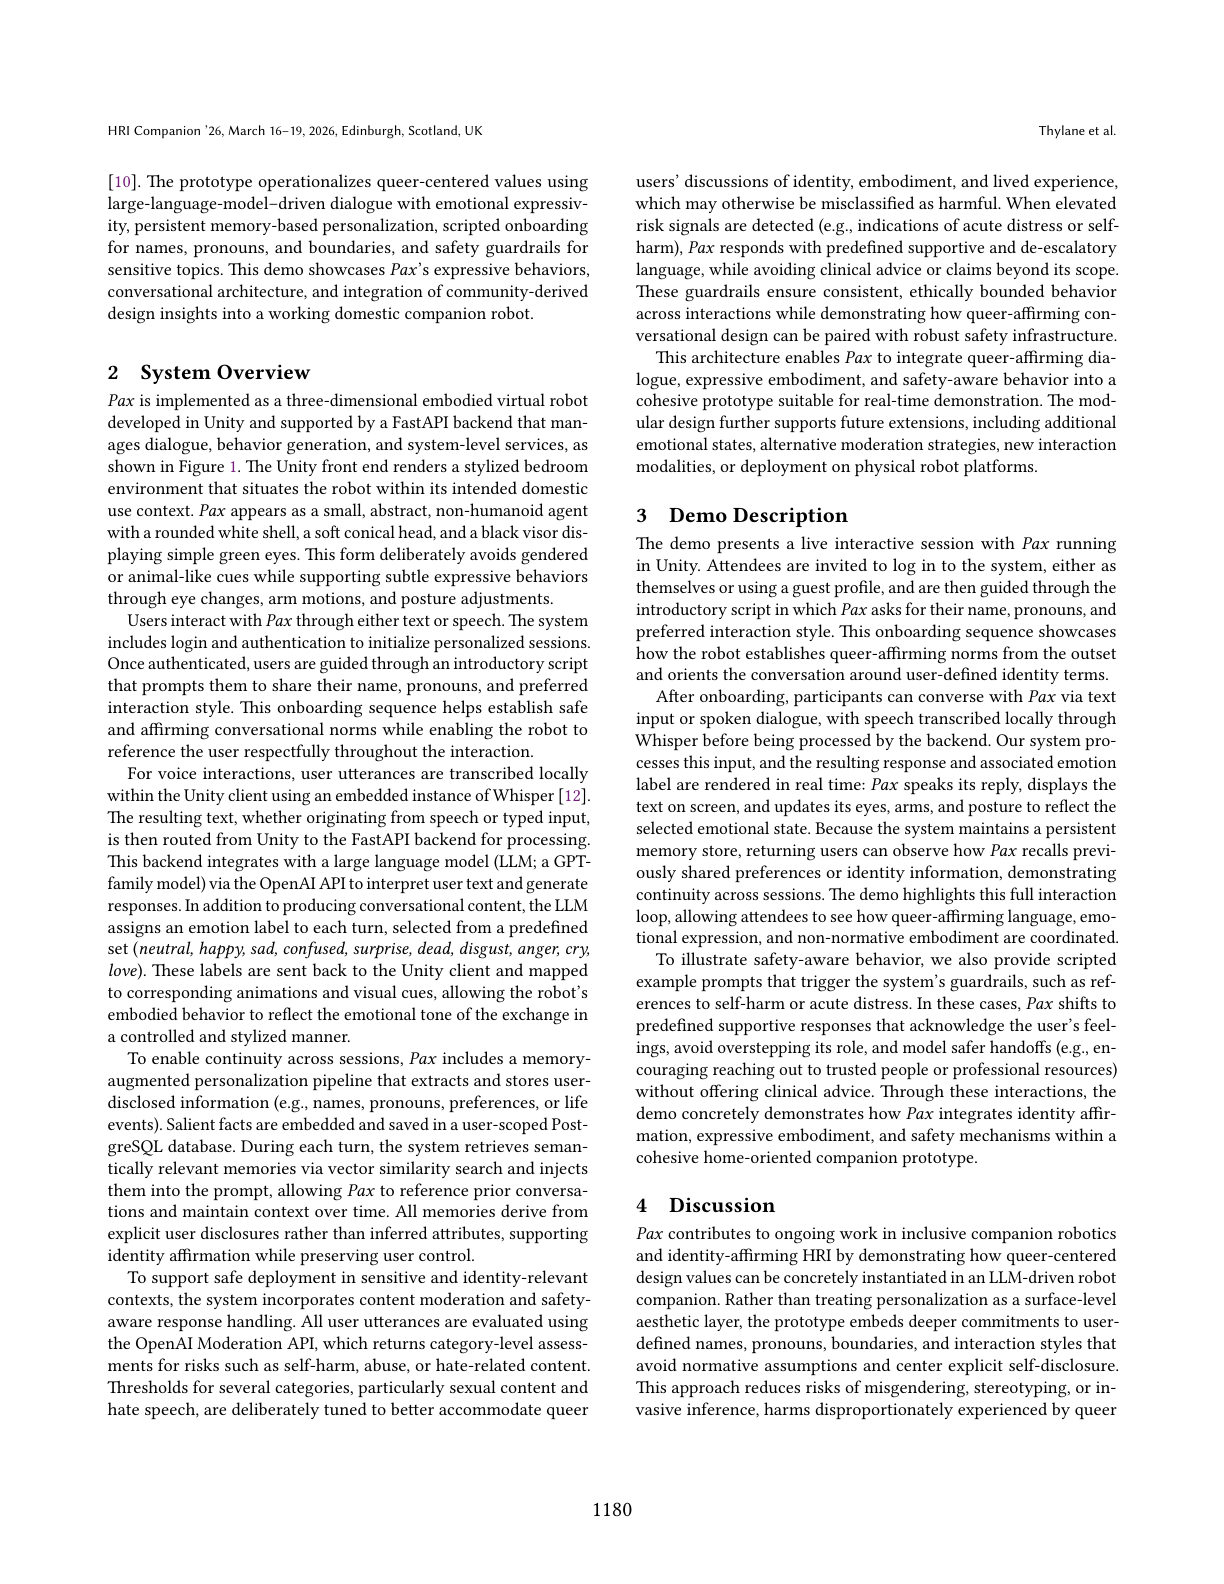 HRI Companion '26, March 16–19, 2026, Edinburgh, Scotland, UK
Thylane et al.
[10]. The prototype operationalizes queer-centered values using
large-language-model–driven dialogue with emotional expressiv-
ity, persistent memory-based personalization, scripted onboarding
for names, pronouns, and boundaries, and safety guardrails for
sensitive topics. This demo showcases Pax's expressive behaviors,
conversational architecture, and integration of community-derived
design insights into a working domestic companion robot.
2 System Overview
Pax is implemented as a three-dimensional embodied virtual robot
developed in Unity and supported by a FastAPI backend that man-
ages dialogue, behavior generation, and system-level services, as
shown in Figure 1. The Unity front end renders a stylized bedroom
environment that situates the robot within its intended domestic
use context. Pax appears as a small, abstract, non-humanoid agent
with a rounded white shell, a soft conical head, and a black visor dis-
playing simple green eyes. This form deliberately avoids gendered
or animal-like cues while supporting subtle expressive behaviors
through eye changes, arm motions, and posture adjustments.
Users interact with Pax through either text or speech. The system
includes login and authentication to initialize personalized sessions.
Once authenticated, users are guided through an introductory script
that prompts them to share their name, pronouns, and preferred
interaction style. This onboarding sequence helps establish safe
and affirming conversational norms while enabling the robot to
reference the user respectfully throughout the interaction.
For voice interactions, user utterances are transcribed locally
within the Unity client using an embedded instance of Whisper [12].
The resulting text, whether originating from speech or typed input,
is then routed from Unity to the FastAPI backend for processing.
This backend integrates with a large language model (LLM; a GPT-
family model) via the OpenAI API to interpret user text and generate
responses. In addition to producing conversational content, the LLM
assigns an emotion label to each turn, selected from a predefined
set (neutral, happy, sad, confused, surprise, dead, disgust, anger, cry,
love). These labels are sent back to the Unity client and mapped
to corresponding animations and visual cues, allowing the robot's
embodied behavior to reflect the emotional tone of the exchange in
a controlled and stylized manner.
To enable continuity across sessions, Pax includes a memory-
augmented personalization pipeline that extracts and stores user-
disclosed information (e.g., names, pronouns, preferences, or life
events). Salient facts are embedded and saved in a user-scoped Post-
greSQL database. During each turn, the system retrieves seman-
tically relevant memories via vector similarity search and injects
them into the prompt, allowing Pax to reference prior conversa-
tions and maintain context over time. All memories derive from
explicit user disclosures rather than inferred attributes, supporting
identity affirmation while preserving user control.
To support safe deployment in sensitive and identity-relevant
contexts, the system incorporates content moderation and safety-
aware response handling. All user utterances are evaluated using
the OpenAI Moderation API, which returns category-level assess-
ments for risks such as self-harm, abuse, or hate-related content.
Thresholds for several categories, particularly sexual content and
hate speech, are deliberately tuned to better accommodate queer
users' discussions of identity, embodiment, and lived experience,
which may otherwise be misclassified as harmful. When elevated
risk signals are detected (e.g., indications of acute distress or self-
harm), Pax responds with predefined supportive and de-escalatory
language, while avoiding clinical advice or claims beyond its scope.
These guardrails ensure consistent, ethically bounded behavior
across interactions while demonstrating how queer-affirming con-
versational design can be paired with robust safety infrastructure.
This architecture enables Pax to integrate queer-affirming dia-
logue, expressive embodiment, and safety-aware behavior into a
cohesive prototype suitable for real-time demonstration. The mod-
ular design further supports future extensions, including additional
emotional states, alternative moderation strategies, new interaction
modalities, or deployment on physical robot platforms.
3 Demo Description
The demo presents a live interactive session with Pax running
in Unity. Attendees are invited to log in to the system, either as
themselves or using a guest profile, and are then guided through the
introductory script in which Pax asks for their name, pronouns, and
preferred interaction style. This onboarding sequence showcases
how the robot establishes queer-affirming norms from the outset
and orients the conversation around user-defined identity terms.
After onboarding, participants can converse with Pax via text
input or spoken dialogue, with speech transcribed locally through
Whisper before being processed by the backend. Our system pro-
cesses this input, and the resulting response and associated emotion
label are rendered in real time: Pax speaks its reply, displays the
text on screen, and updates its eyes, arms, and posture to reflect the
selected emotional state. Because the system maintains a persistent
memory store, returning users can observe how Pax recalls previ-
ously shared preferences or identity information, demonstrating
continuity across sessions. The demo highlights this full interaction
loop, allowing attendees to see how queer-affirming language, emo-
tional expression, and non-normative embodiment are coordinated.
To illustrate safety-aware behavior, we also provide scripted
example prompts that trigger the system's guardrails, such as ref-
erences to self-harm or acute distress. In these cases, Pax shifts to
predefined supportive responses that acknowledge the user's feel-
ings, avoid overstepping its role, and model safer handoffs (e.g., en-
couraging reaching out to trusted people or professional resources)
without offering clinical advice. Through these interactions, the
demo concretely demonstrates how Pax integrates identity affir-
mation, expressive embodiment, and safety mechanisms within a
cohesive home-oriented companion prototype.
4 Discussion
Pax contributes to ongoing work in inclusive companion robotics
and identity-affirming HRI by demonstrating how queer-centered
design values can be concretely instantiated in an LLM-driven robot
companion. Rather than treating personalization as a surface-level
aesthetic layer, the prototype embeds deeper commitments to user-
defined names, pronouns, boundaries, and interaction styles that
avoid normative assumptions and center explicit self-disclosure.
This approach reduces risks of misgendering, stereotyping, or in-
vasive inference, harms disproportionately experienced by queer
1180